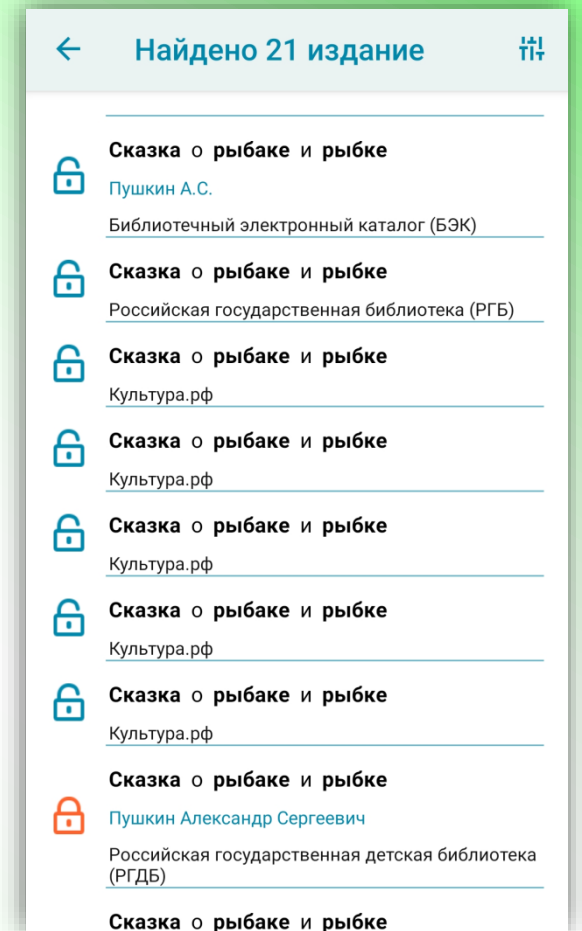 Найдено 21 издание
Сказка о рыбаке и рыбке
Пушкин А.С.
Библиотечный электронный каталог (БЭК)
Сказка о рыбаке и рыбке
Российская государственная библиотека (РГБ)
Сказка о рыбаке и рыбке
Культура.рф
Сказка о рыбаке и рыбке
Культура.рф
Сказка о рыбаке и рыбке
Культура.рф
Сказка о рыбаке и рыбке
Культура.рф
Сказка о рыбаке и рыбке
Культура.рф
Сказка о рыбаке и рыбке
Пушкин Александр Сергеевич
Российская государственная детская библиотека
(РГДБ)
Сказка о рыбаке и рыбке